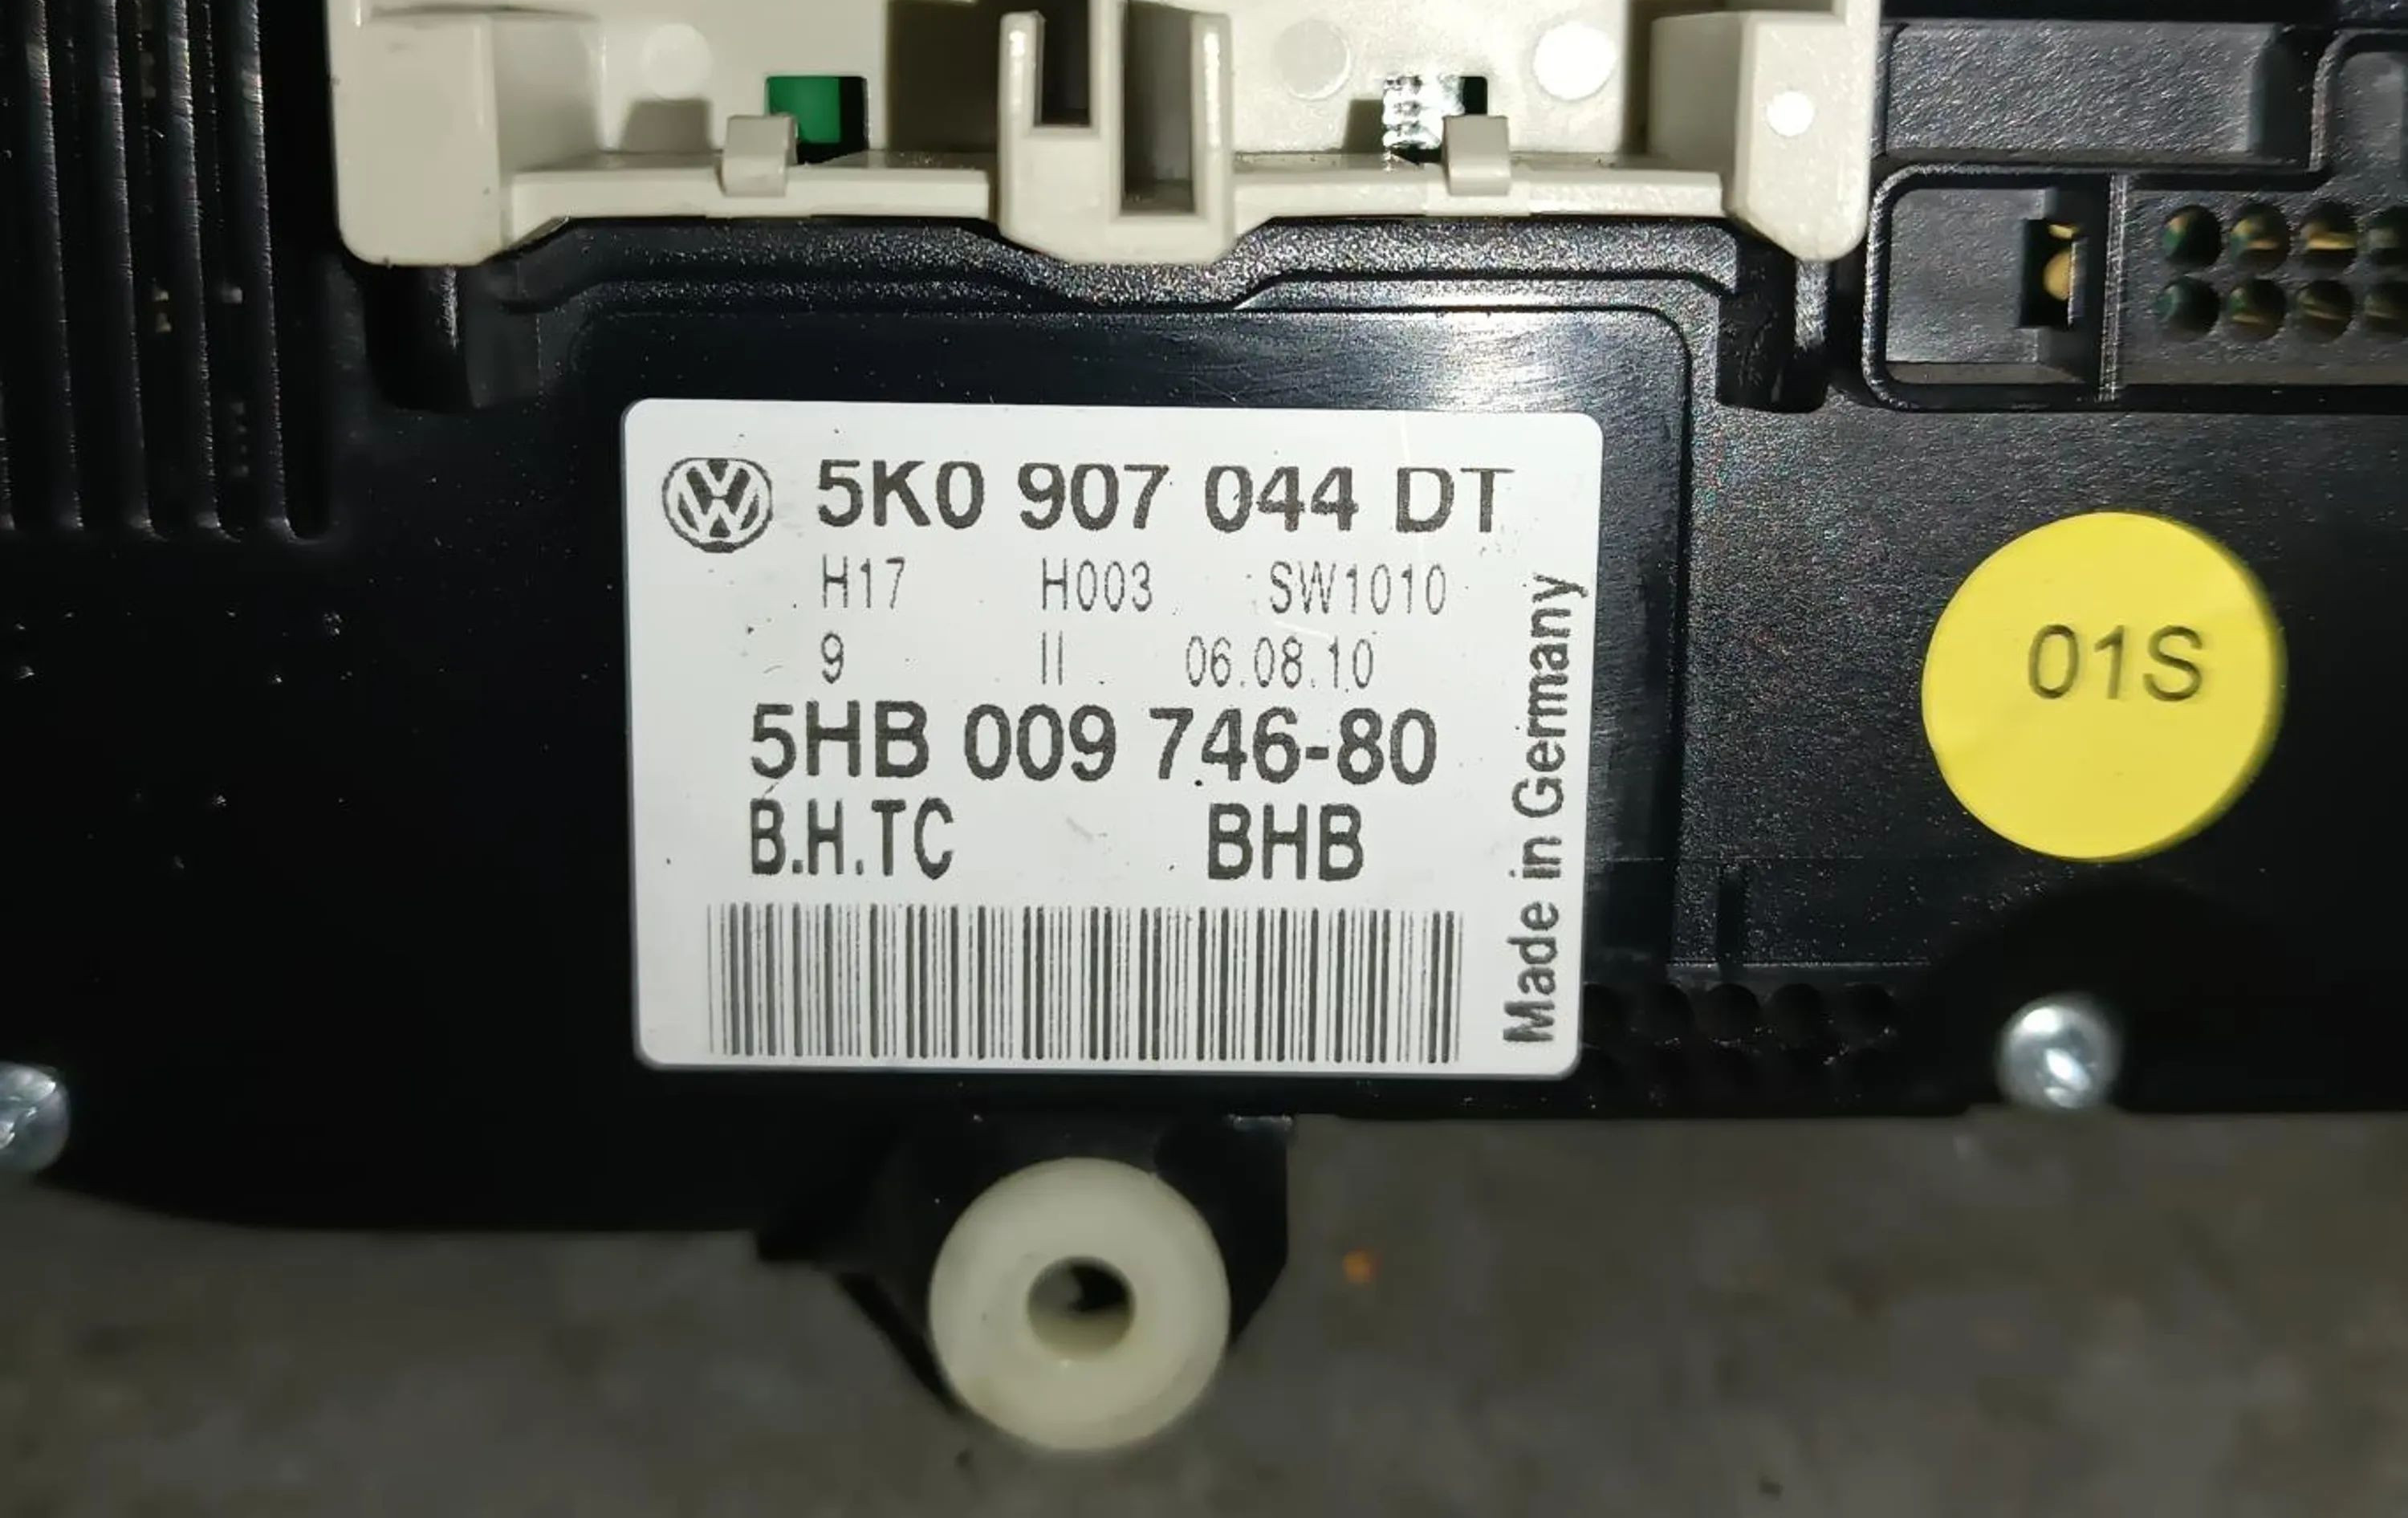 5K0 907 044 DT
H17 H003 SW1010
9 II 06.08.10
5HB 009 746-80
B.H.TC BHB
Made in Germany
01S